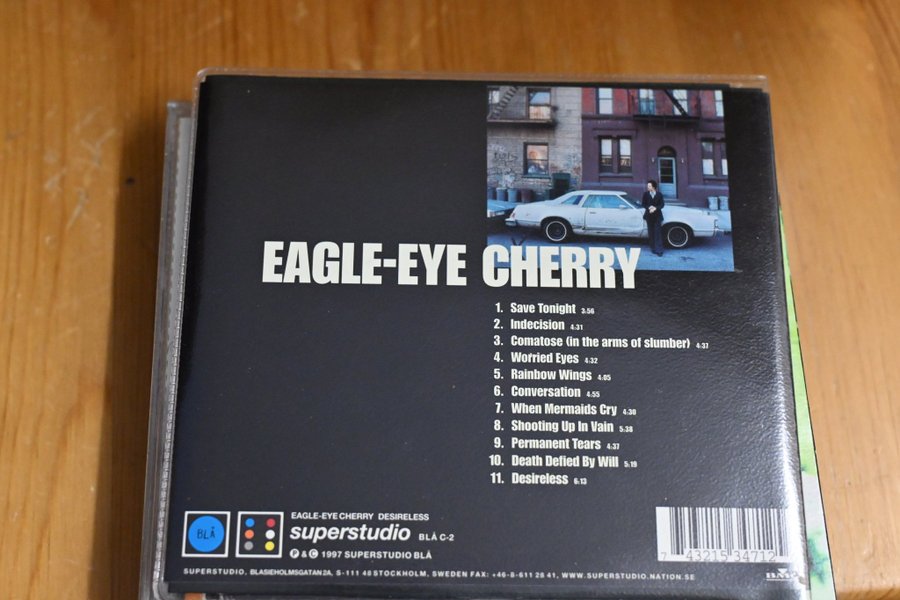 EAGLE-EYE CHERRY
1. Save Tonight 3:56
2. Indecision 4:31
3. Comatose (in the arms of slumber) 4:37
4. Worried Eyes 4:32
5. Rainbow Wings 4:05
6. Conversation 4:55
7. When Mermaids Cry 4:30
8. Shooting Up In Vain 5:38
9. Permanent Tears 4:37
10. Death Defied By Will 5:19
11. Desireless 6:13
BLÅ
EAGLE-EYE CHERRY DESIRELESS
superstudio BLÅ C-2
℗ & © 1997 SUPERSTUDIO BLÅ
7 43215 34712
SUPERSTUDIO. BLASIEHOLMSGATAN 2A, S-111 48 STOCKHOLM. SWEDEN FAX: +46-8-611 28 41, WWW.SUPERSTUDIO.NATION.SE
BMG